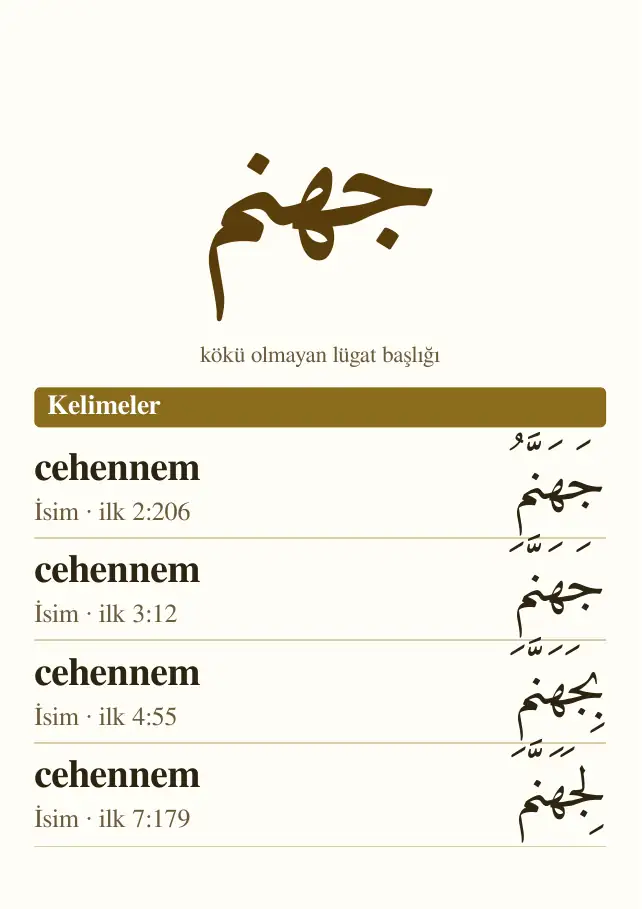 جهنم
kökü olmayan lügat başlığı
Kelimeler
cehennem جَهَنَّمُ
İsim · ilk 2:206
cehennem جَهَنَّمَ
İsim · ilk 3:12
cehennem بِجَهَنَّمَ
İsim · ilk 4:55
cehennem لِجَهَنَّمَ
İsim · ilk 7:179